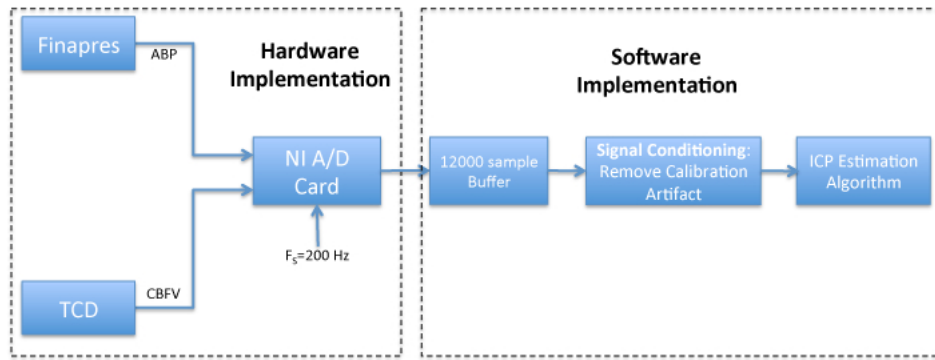 Finapres
ABP
Hardware
Implementation
NI A/D
Card
Fs=200 Hz
CBFV
TCD
Software
Implementation
12000 sample
Buffer
Signal Conditioning:
Remove Calibration
Artifact
ICP Estimation
Algorithm